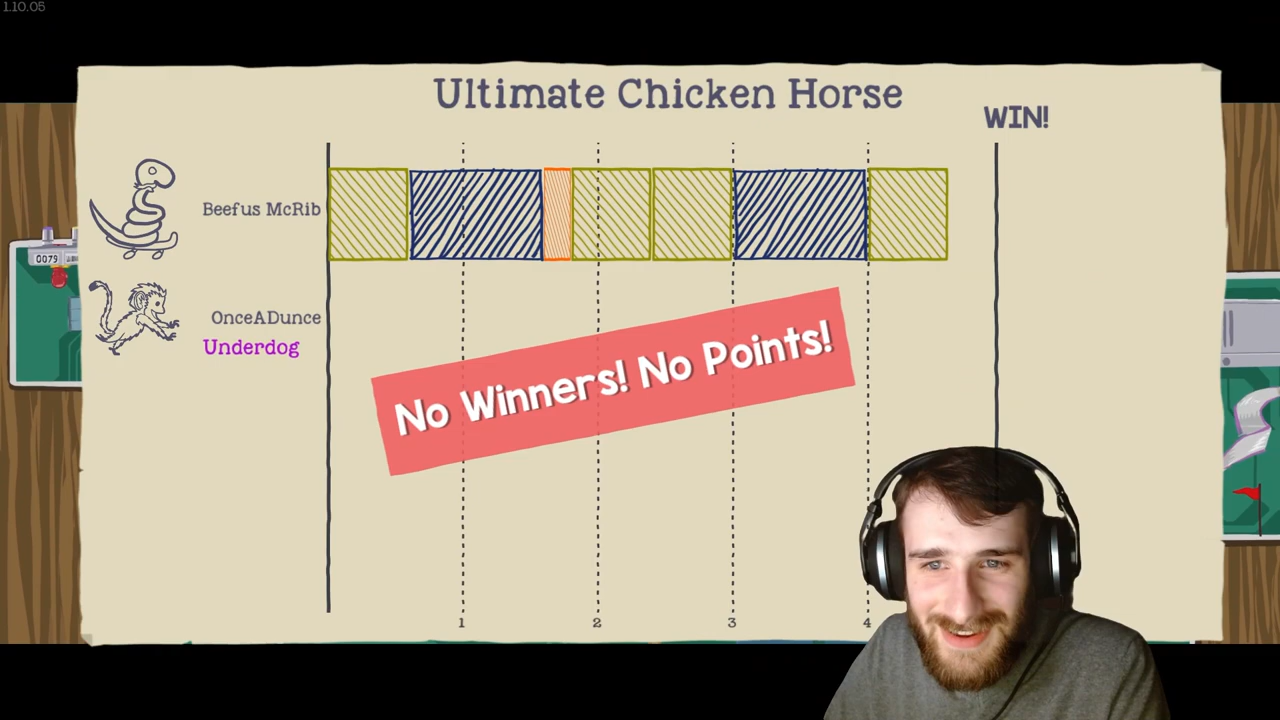 1.10.05
Ultimate Chicken Horse
WIN!
Beefus McRib
0079
OnceADunce
Underdog
No Winners! No Points!
1 2 3 4